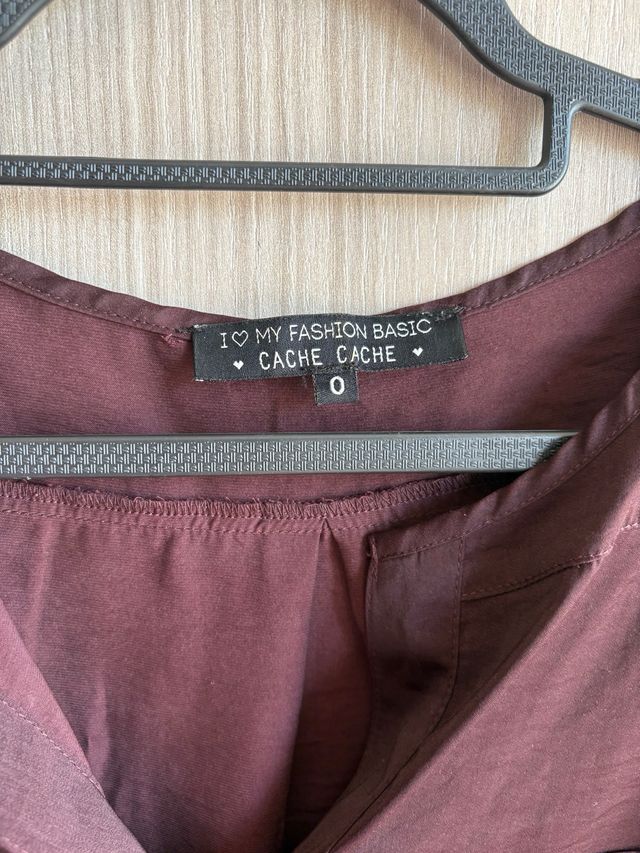 I ♡ MY FASHION BASIC
♥ CACHE CACHE ♥
0